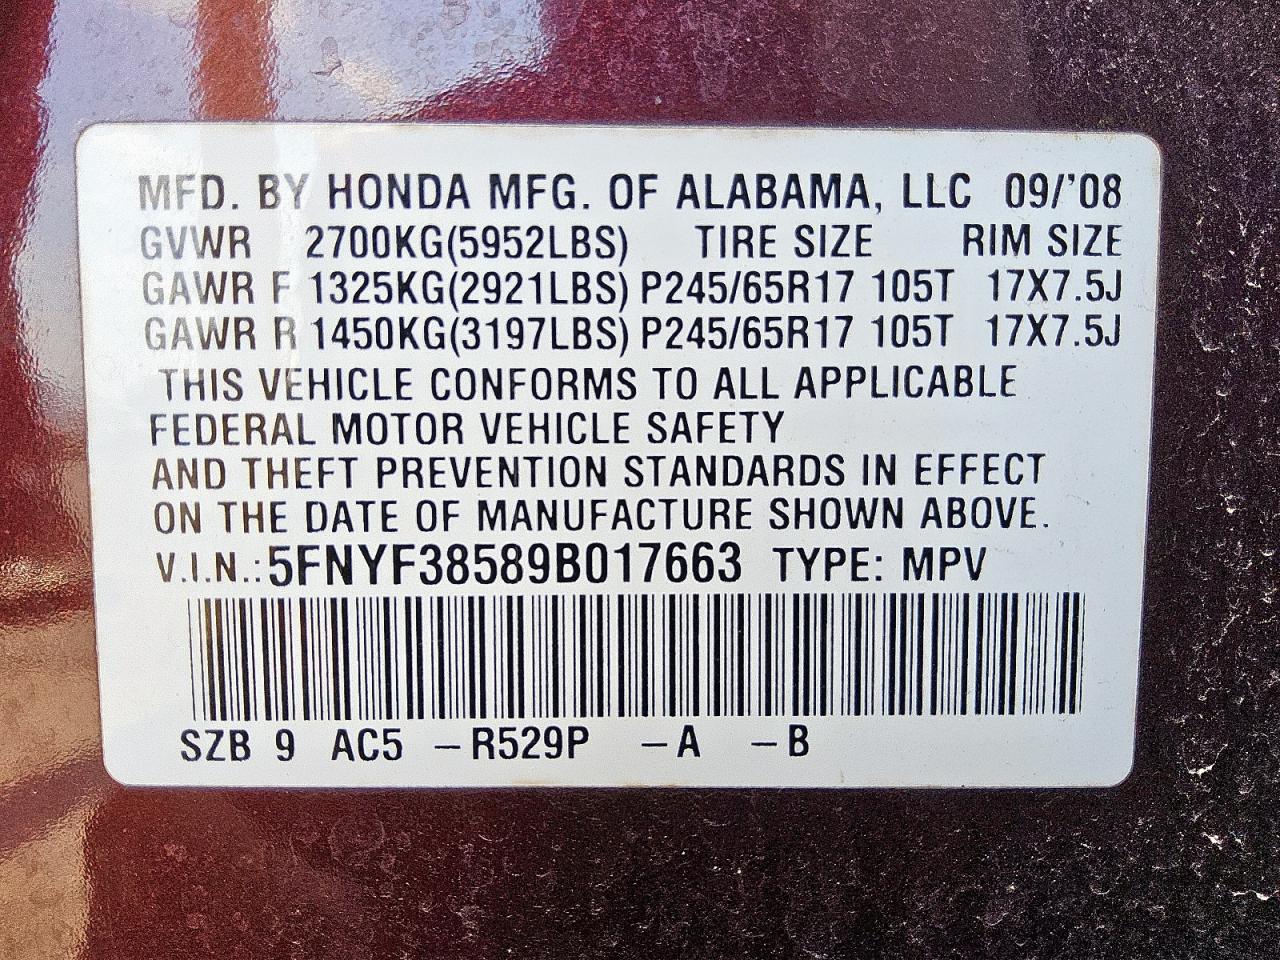 MFD. BY HONDA MFG. OF ALABAMA, LLC 09/'08
GVWR 2700KG(5952LBS) TIRE SIZE RIM SIZE
GAWR F 1325KG(2921LBS) P245/65R17 105T 17X7.5J
GAWR R 1450KG(3197LBS) P245/65R17 105T 17X7.5J
THIS VEHICLE CONFORMS TO ALL APPLICABLE
FEDERAL MOTOR VEHICLE SAFETY
AND THEFT PREVENTION STANDARDS IN EFFECT
ON THE DATE OF MANUFACTURE SHOWN ABOVE.
V.I.N.: 5FNYF38589B017663 TYPE: MPV
SZB 9 AC5 –R529P –A –B